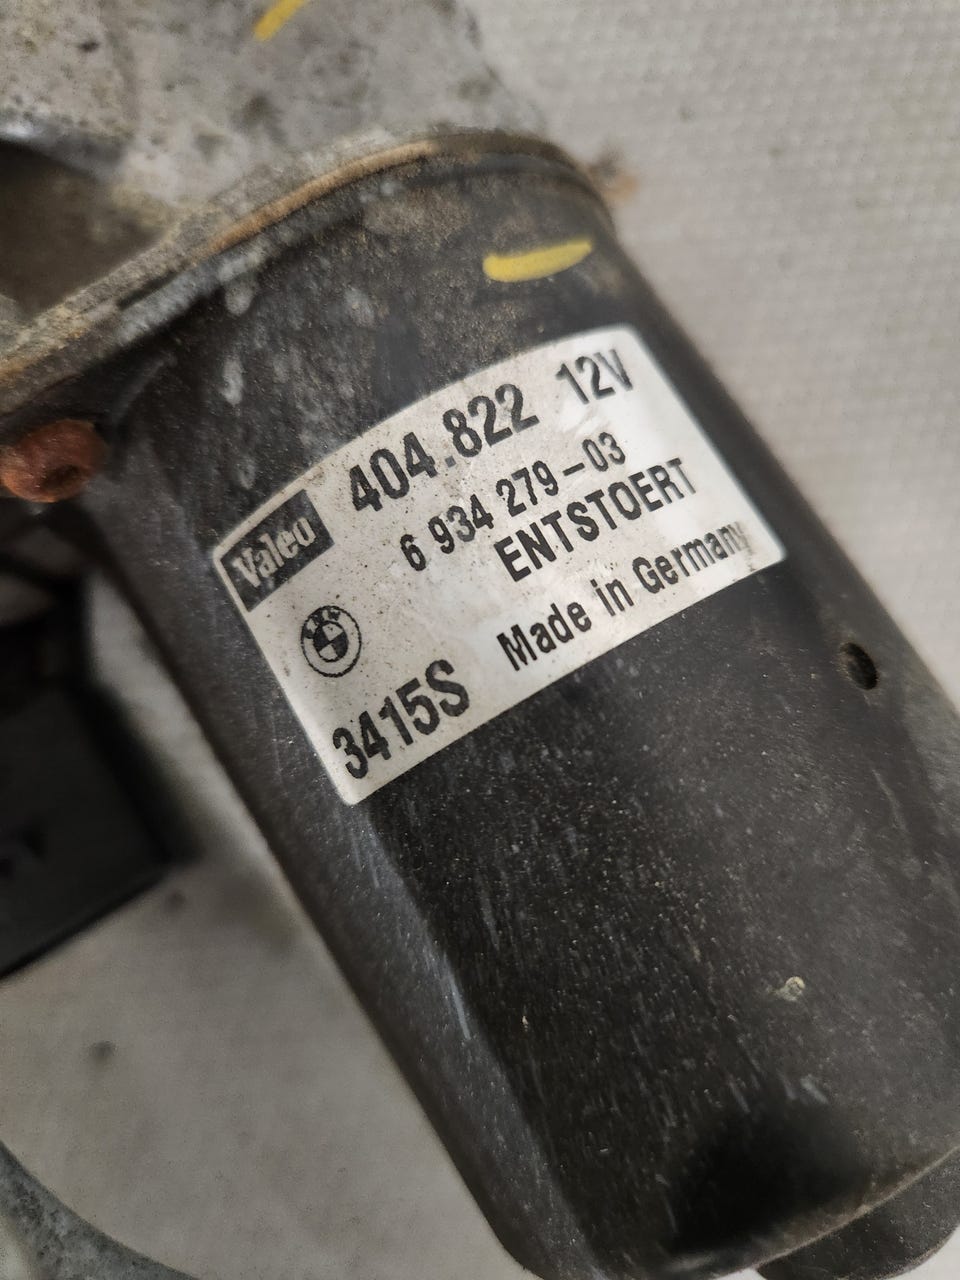 404.822 12V
Valeo
6 934 279-03
ENTSTOERT
Made in Germany
3415S